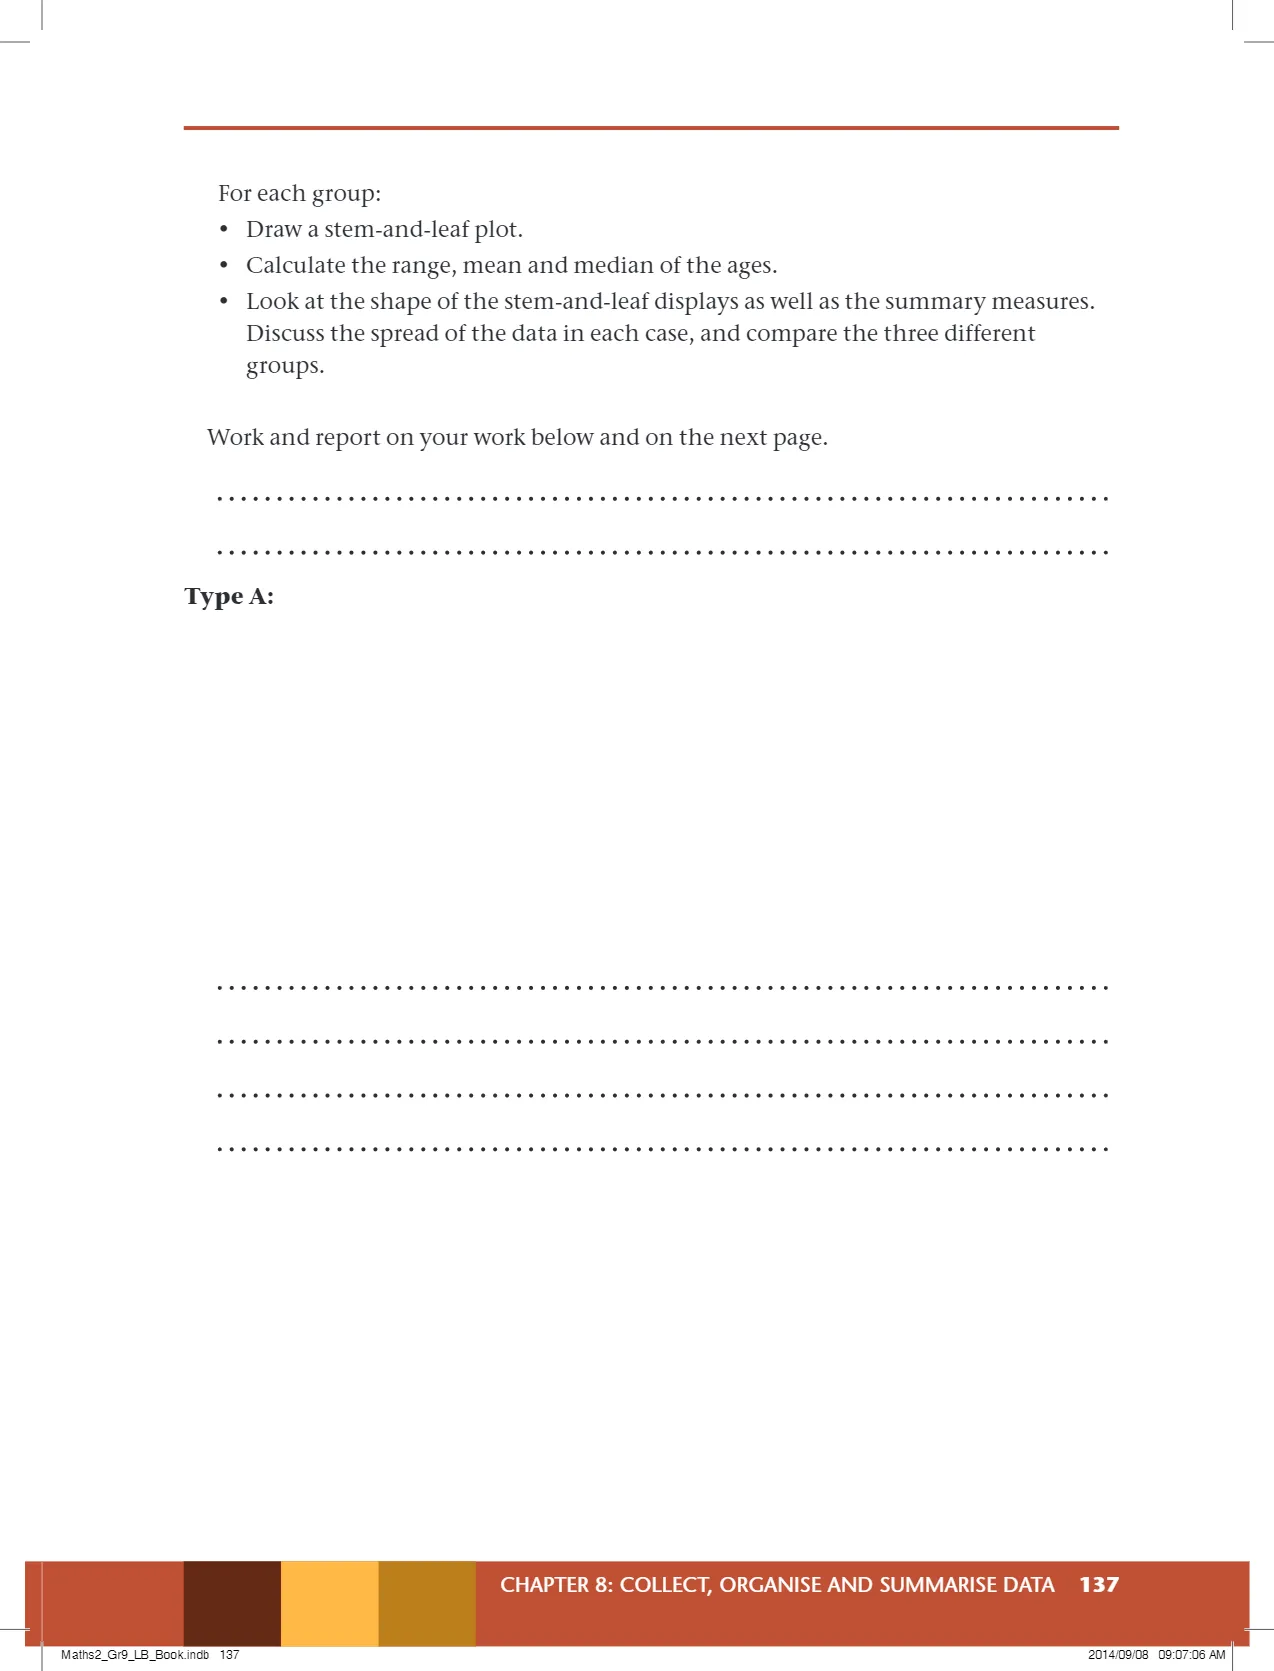 For each group:
• Draw a stem-and-leaf plot.
• Calculate the range, mean and median of the ages.
• Look at the shape of the stem-and-leaf displays as well as the summary measures.
Discuss the spread of the data in each case, and compare the three different
groups.
Work and report on your work below and on the next page.
Type A:
CHAPTER 8: COLLECT, ORGANISE AND SUMMARISE DATA 137
Maths2_Gr9_LB_Book.indb 137
2014/09/08 09:07:06 AM